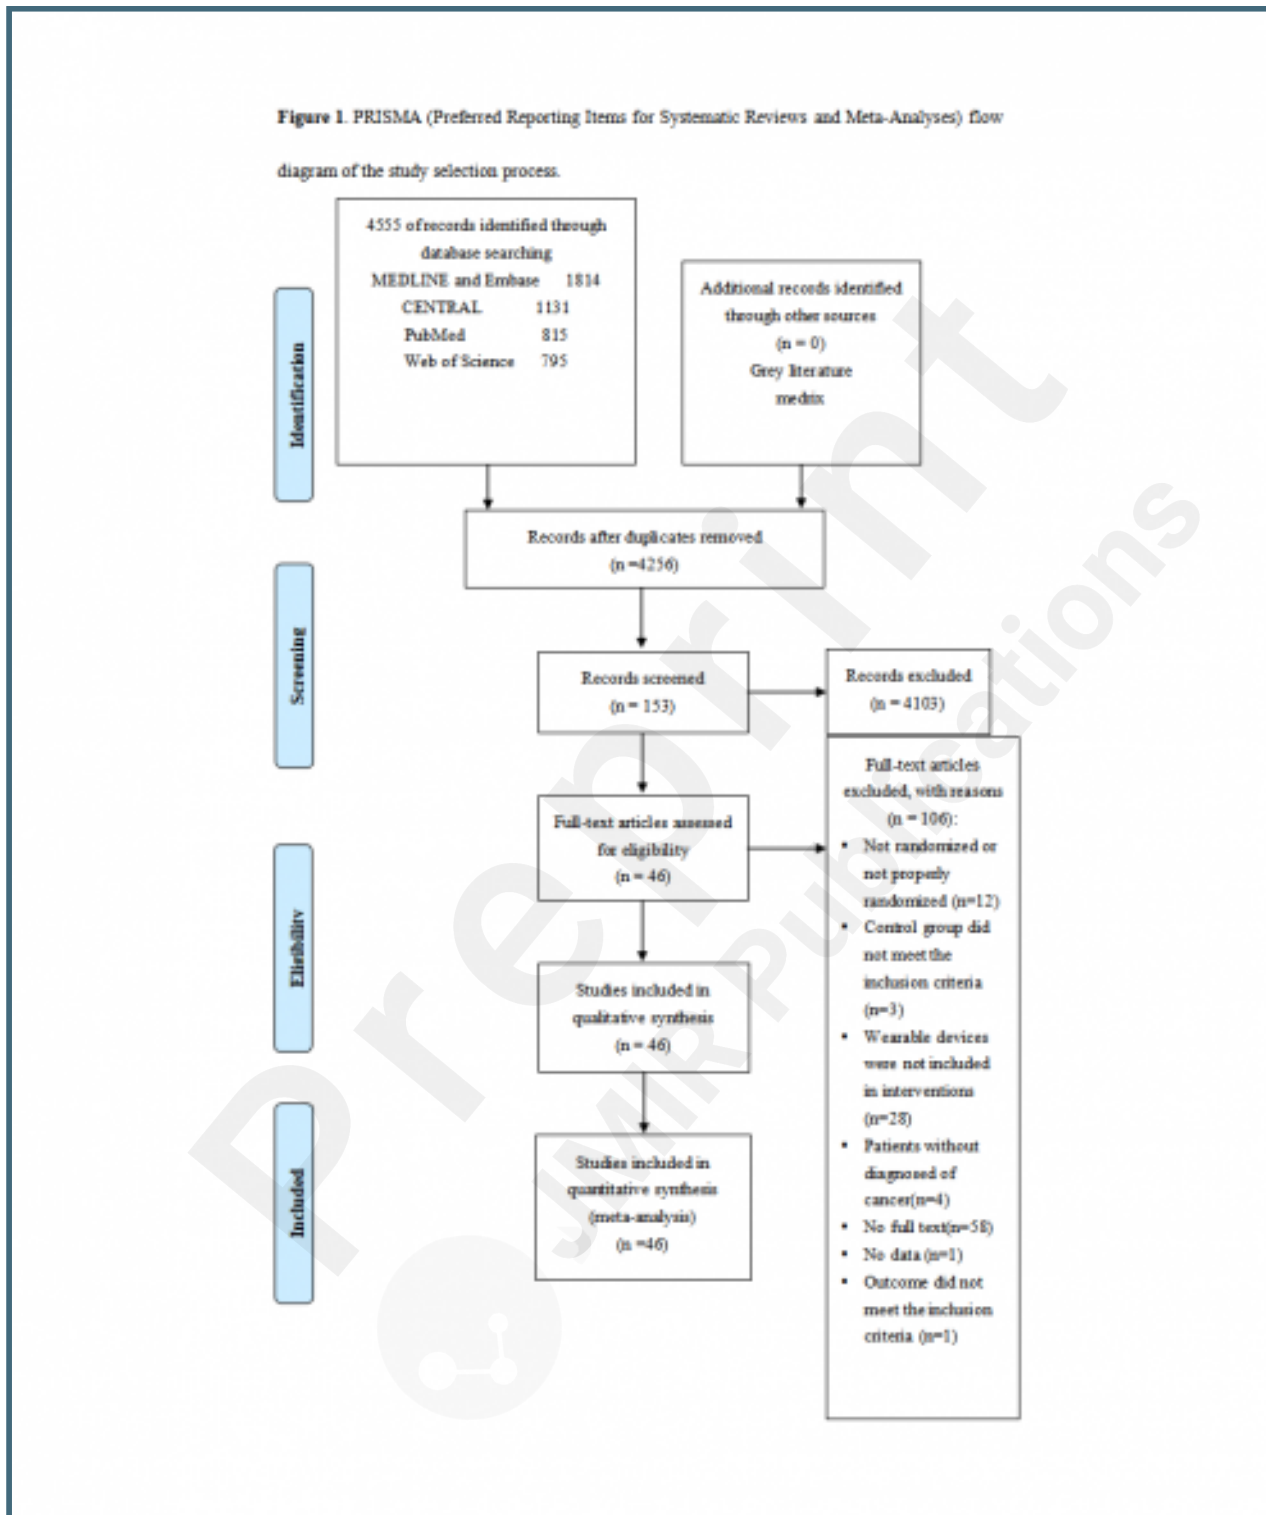 Figure 1. PRISMA (Preferred Reporting Items for Systematic Reviews and Meta-Analyses) flow
diagram of the study selection process.
4555 of records identified through
database searching
MEDLINE and Embase 1814
CENTRAL 1131
PubMed 815
Web of Science 795
Additional records identified
through other sources
(n = 0)
Grey literature
medrix
Identification
Records after duplicates removed
(n =4256)
Screening
Records screened
(n = 153)
Records excluded
(n = 4103)
Full-text articles assessed
for eligibility
(n = 46)
Full-text articles
excluded, with reasons
(n = 106):
▪ Not randomized or
not properly
randomized (n=12)
▪ Control group did
not meet the
inclusion criteria
(n=3)
▪ Wearable devices
were not included
in interventions
(n=28)
▪ Patients without
diagnosed of
cancer(n=4)
▪ No full text(n=58)
▪ No data (n=1)
▪ Outcome did not
meet the inclusion
criteria (n=1)
Eligibility
Studies included in
qualitative synthesis
(n = 46)
Included
Studies included in
quantitative synthesis
(meta-analysis)
(n =46)
Preprint
JMIR Publications